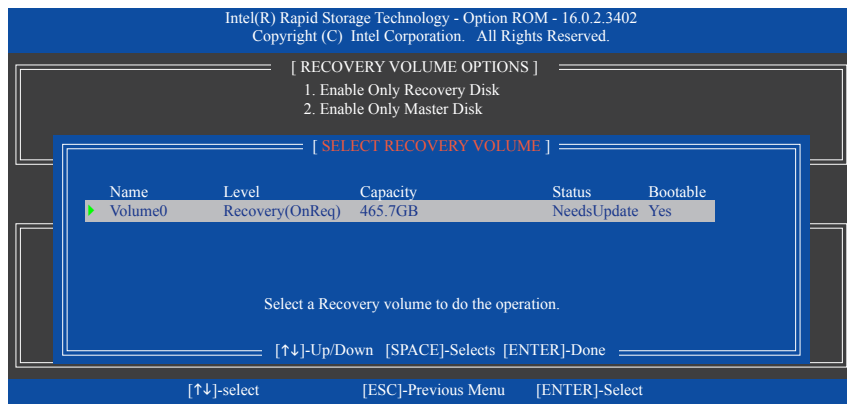 Intel(R) Rapid Storage Technology - Option ROM - 16.0.2.3402
Copyright (C) Intel Corporation. All Rights Reserved.
[ RECOVERY VOLUME OPTIONS ]
1. Enable Only Recovery Disk
2. Enable Only Master Disk
[ SELECT RECOVERY VOLUME ]
Name Level Capacity Status Bootable
Volume0 Recovery(OnReq) 465.7GB NeedsUpdate Yes
Select a Recovery volume to do the operation.
[↑↓]-Up/Down [SPACE]-Selects [ENTER]-Done
[↑↓]-select [ESC]-Previous Menu [ENTER]-Select